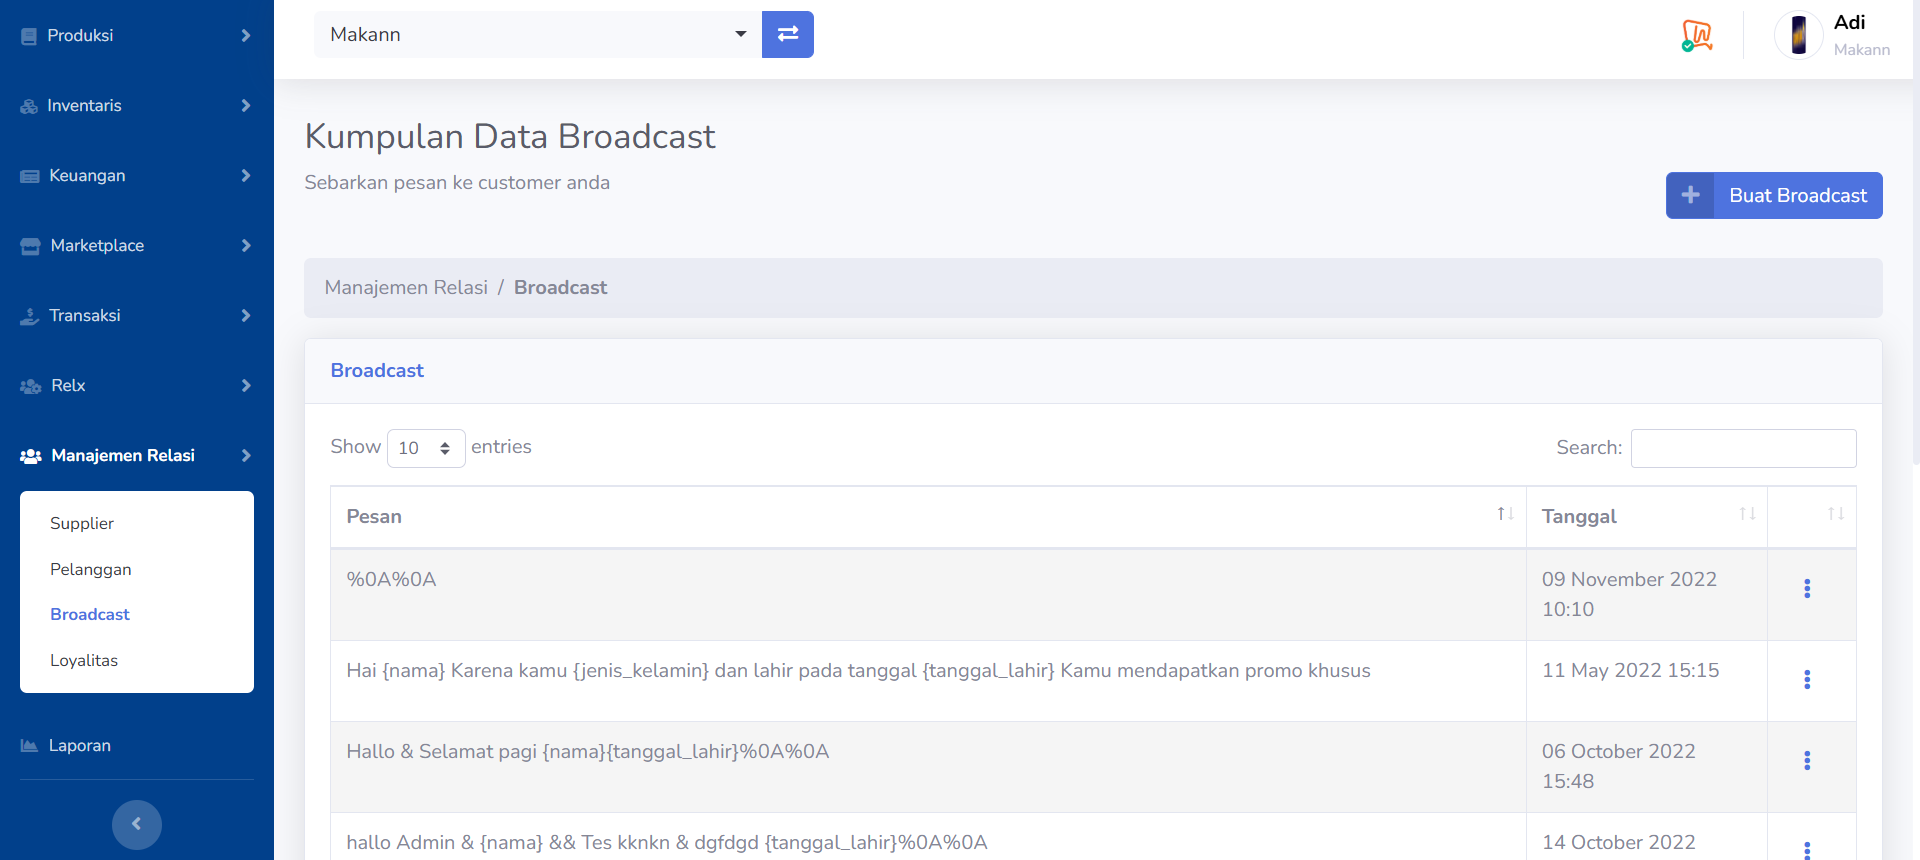 Produksi
Inventaris
Keuangan
Marketplace
Transaksi
Relx
Manajemen Relasi
Supplier
Pelanggan
Broadcast
Loyalitas
Laporan
Makann
Adi
Makann
Kumpulan Data Broadcast
Sebarkan pesan ke customer anda
Buat Broadcast
Manajemen Relasi / Broadcast
Broadcast
Show 10 entries
Search:
Pesan
Tanggal
%0A%0A
09 November 2022
10:10
Hai {nama} Karena kamu {jenis_kelamin} dan lahir pada tanggal {tanggal_lahir} Kamu mendapatkan promo khusus
11 May 2022 15:15
Hallo & Selamat pagi {nama}{tanggal_lahir}%0A%0A
06 October 2022
15:48
hallo Admin & {nama} && Tes kknkn & dgfdgd {tanggal_lahir}%0A%0A
14 October 2022